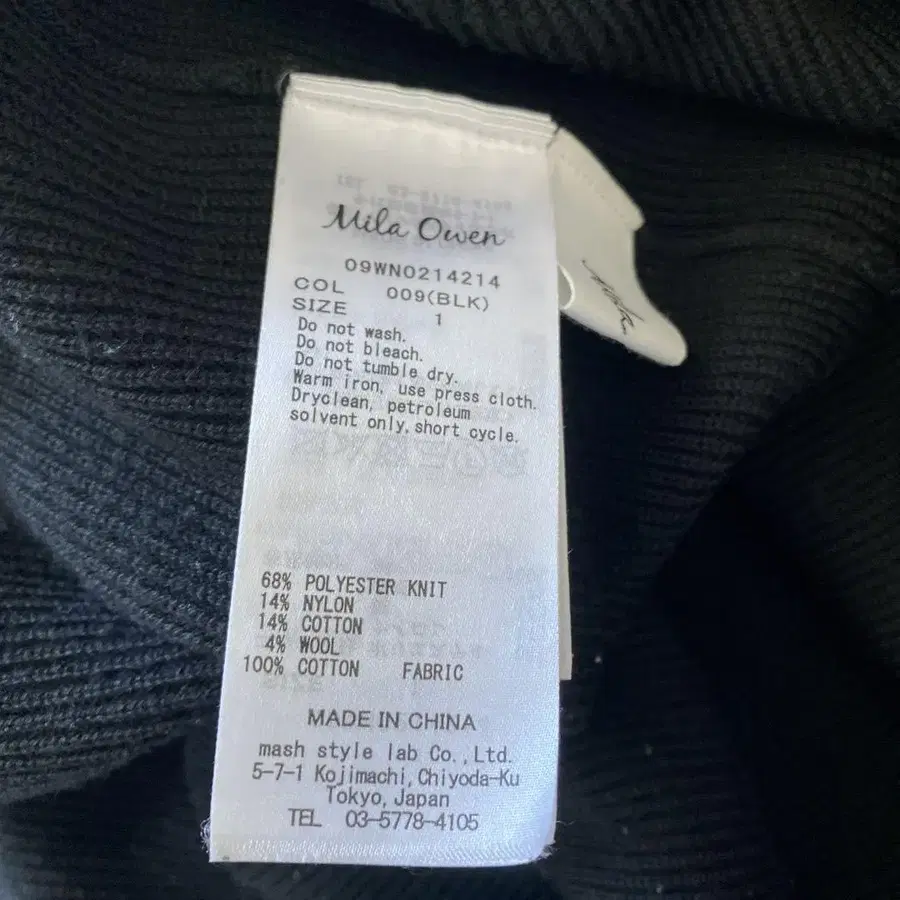 Mila Owen
09WN0214214
COL 009(BLK)
SIZE 1
Do not wash.
Do not bleach.
Do not tumble dry.
Warm iron, use press cloth.
Dryclean, petroleum
solvent only, short cycle.
68% POLYESTER KNIT
14% NYLON
14% COTTON
4% WOOL
100% COTTON FABRIC
MADE IN CHINA
mash style lab Co., Ltd.
5-7-1 Kojimachi, Chiyoda-Ku
Tokyo, Japan
TEL 03-5778-4105